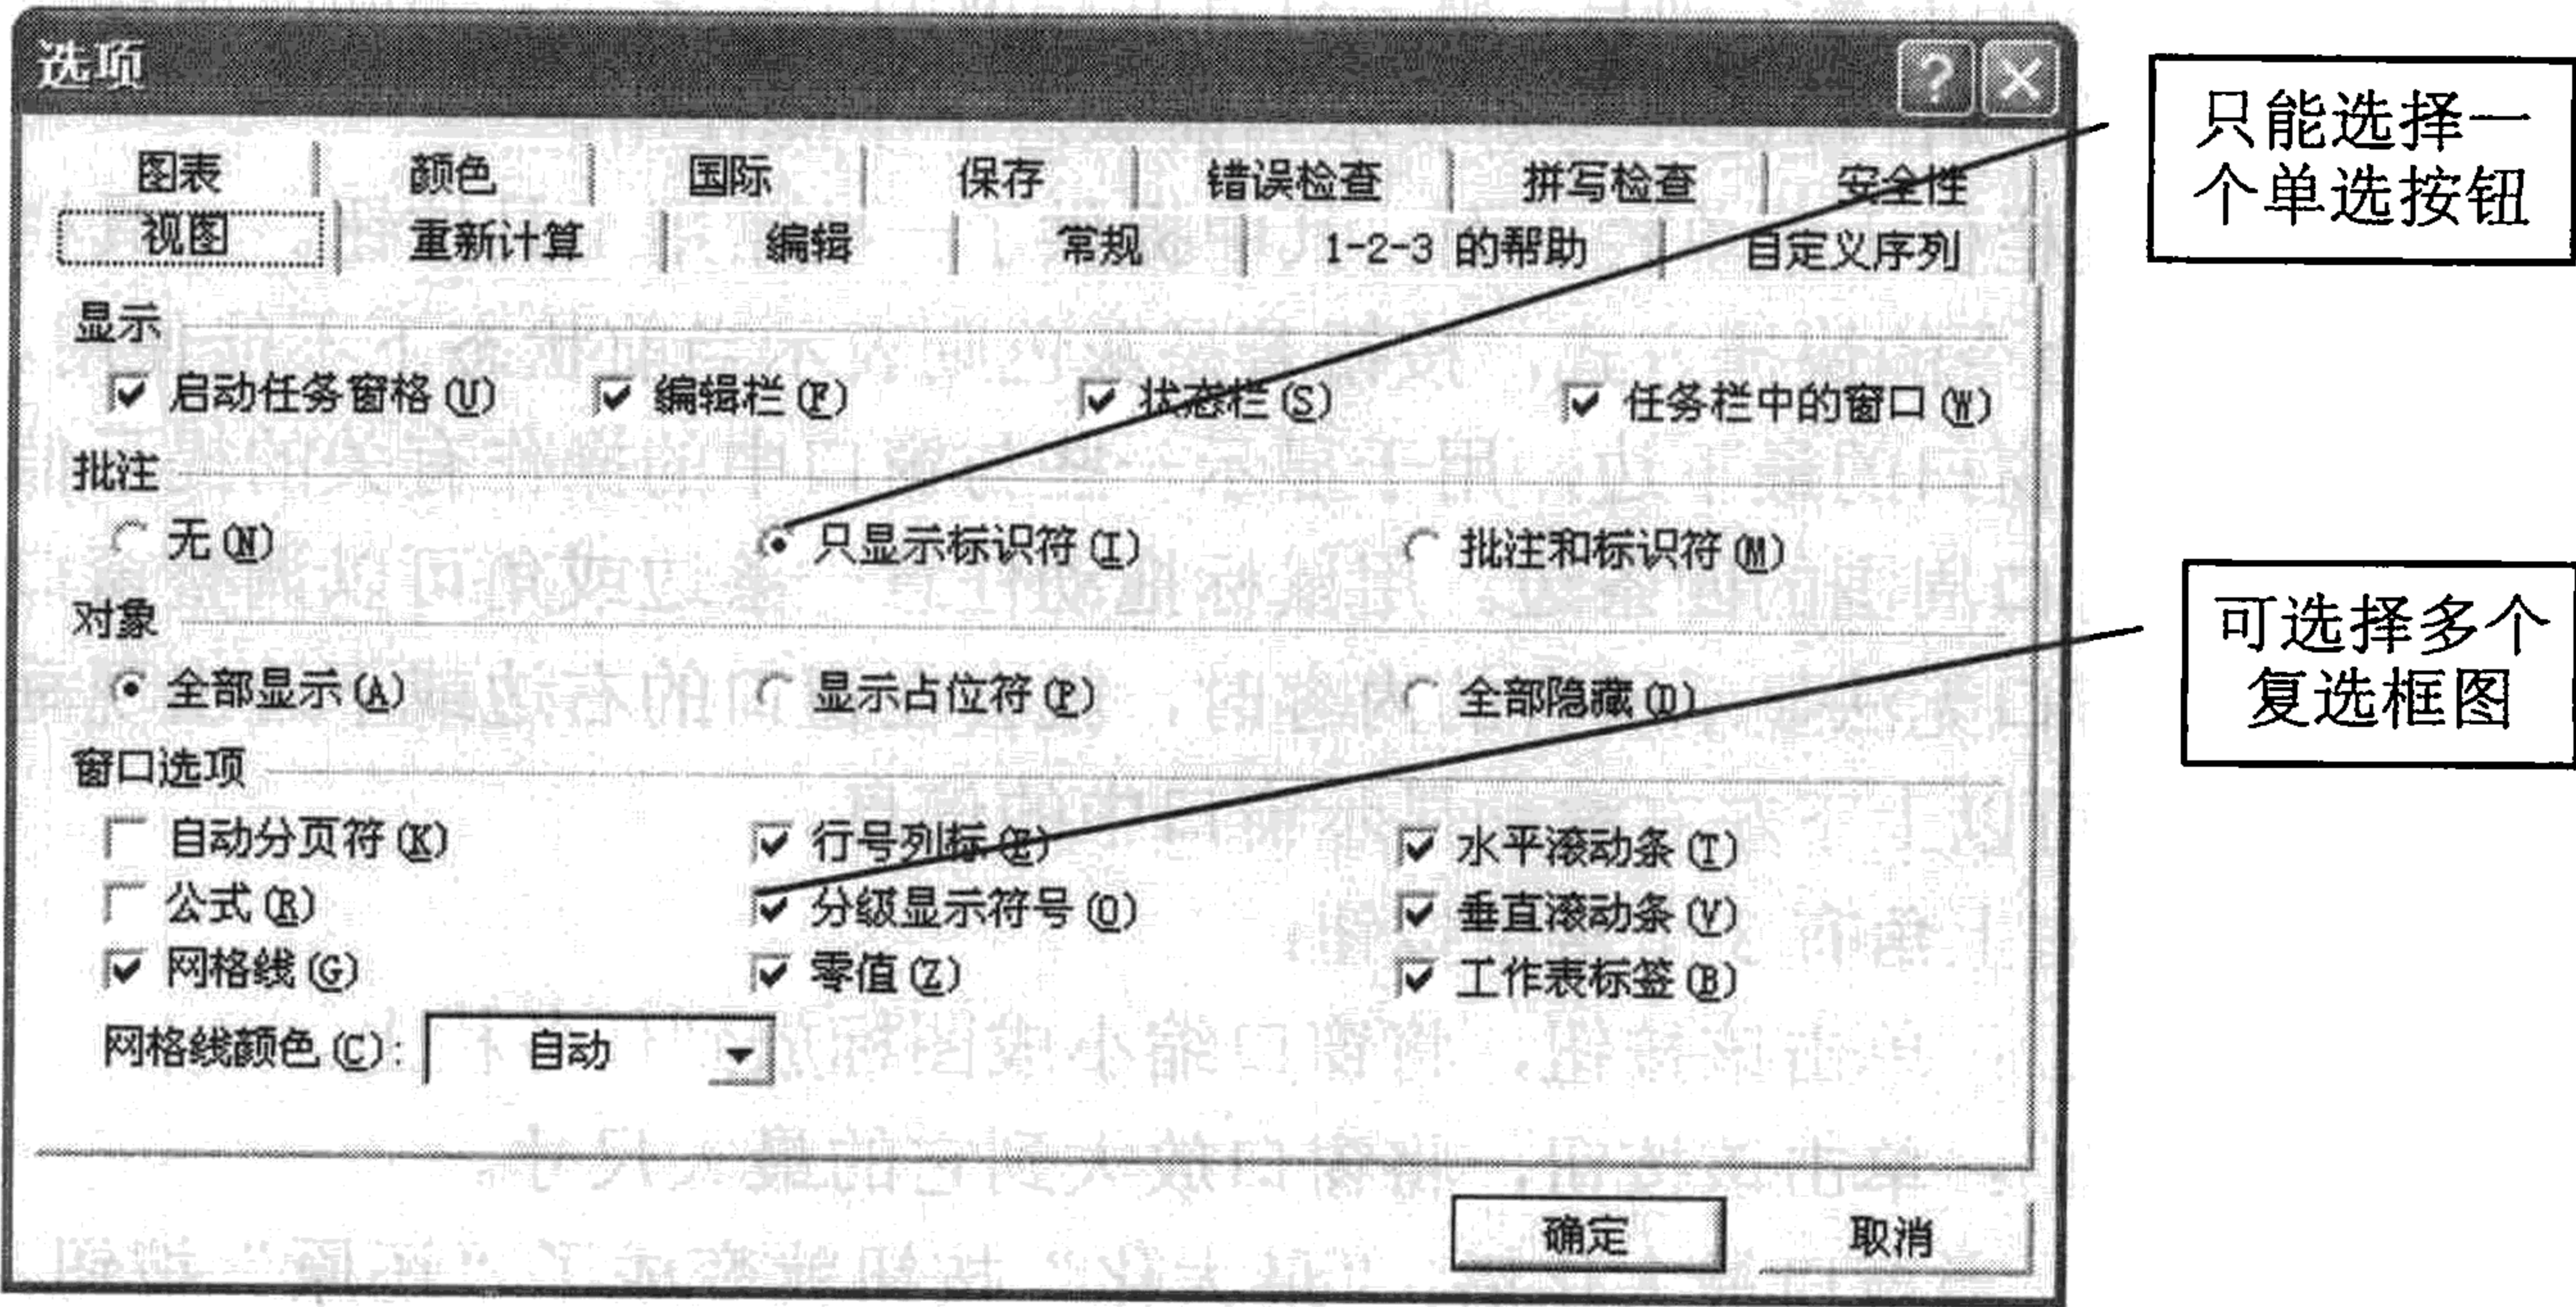 选项
图表 颜色 国际 保存 错误检查 拼写检查 安全性
视图 重新计算 编辑 常规 1-2-3 的帮助 自定义序列
显示
启动任务窗格(U) 编辑栏(F) 状态栏(S) 任务栏中的窗口(W)
批注
无(N) 只显示标识符(I) 批注和标识符(M)
对象
全部显示(A) 显示占位符(P) 全部隐藏(D)
窗口选项
自动分页符(K) 行号列标(E) 水平滚动条(T)
公式(R) 分级显示符号(O) 垂直滚动条(V)
网格线(G) 零值(Z) 工作表标签(B)
网格线颜色(C): 自动
确定 取消
只能选择一
个单选按钮
可选择多个
复选框图